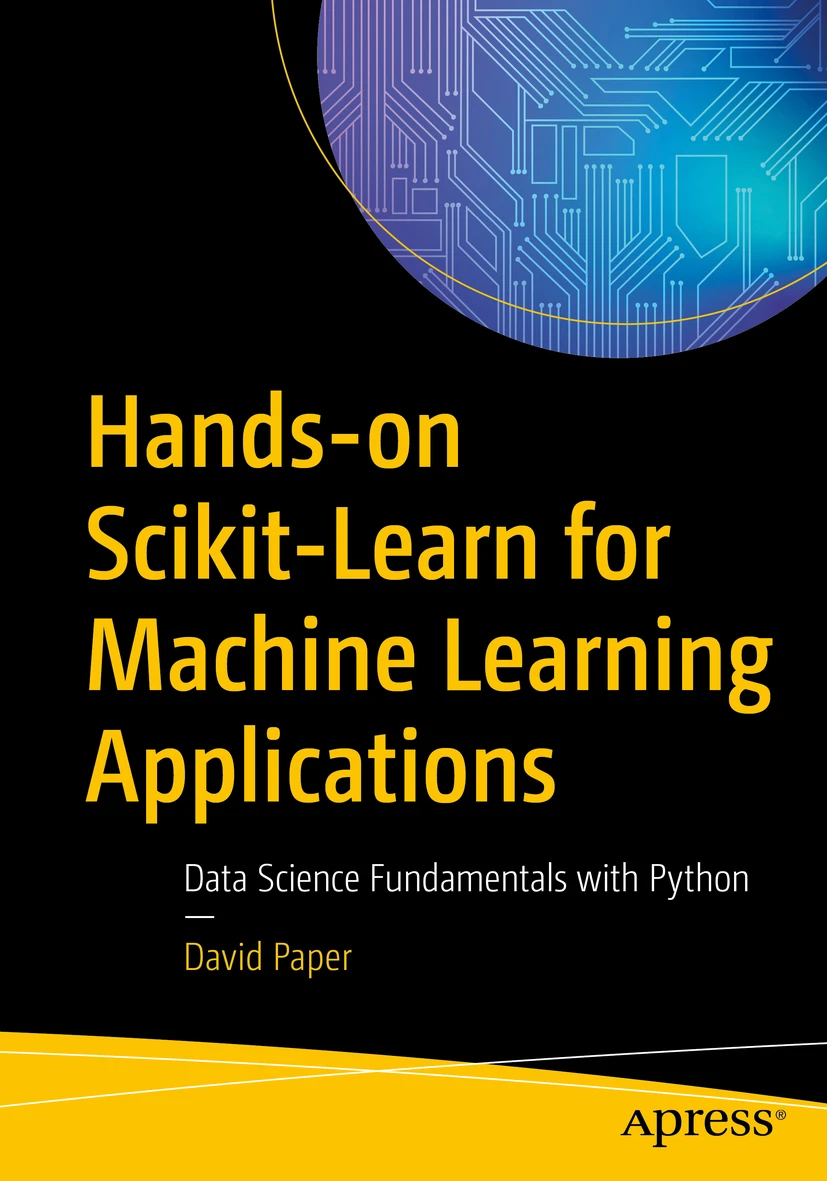 Hands-on
Scikit-Learn for
Machine Learning
Applications
Data Science Fundamentals with Python
—
David Paper
Apress®